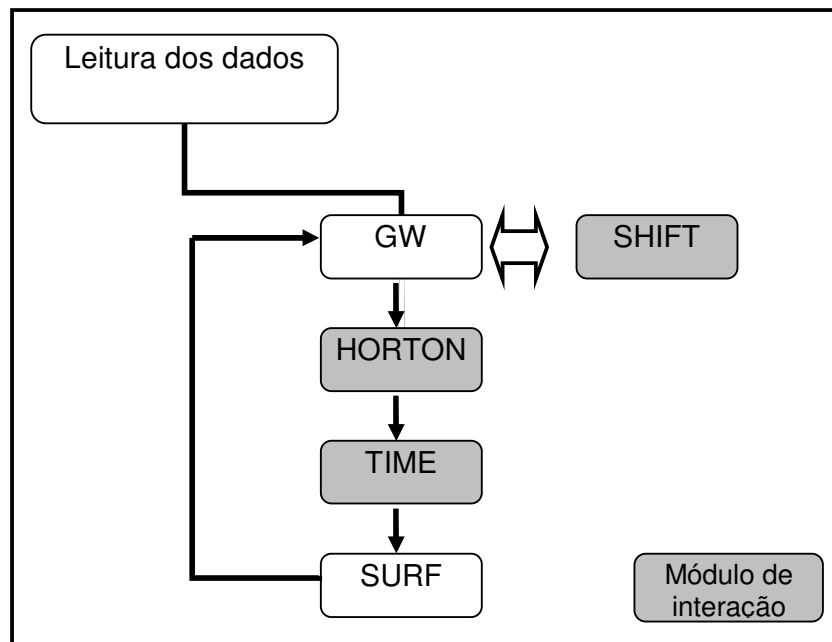 Leitura dos dados
GW
SHIFT
HORTON
TIME
SURF
Módulo de
interação